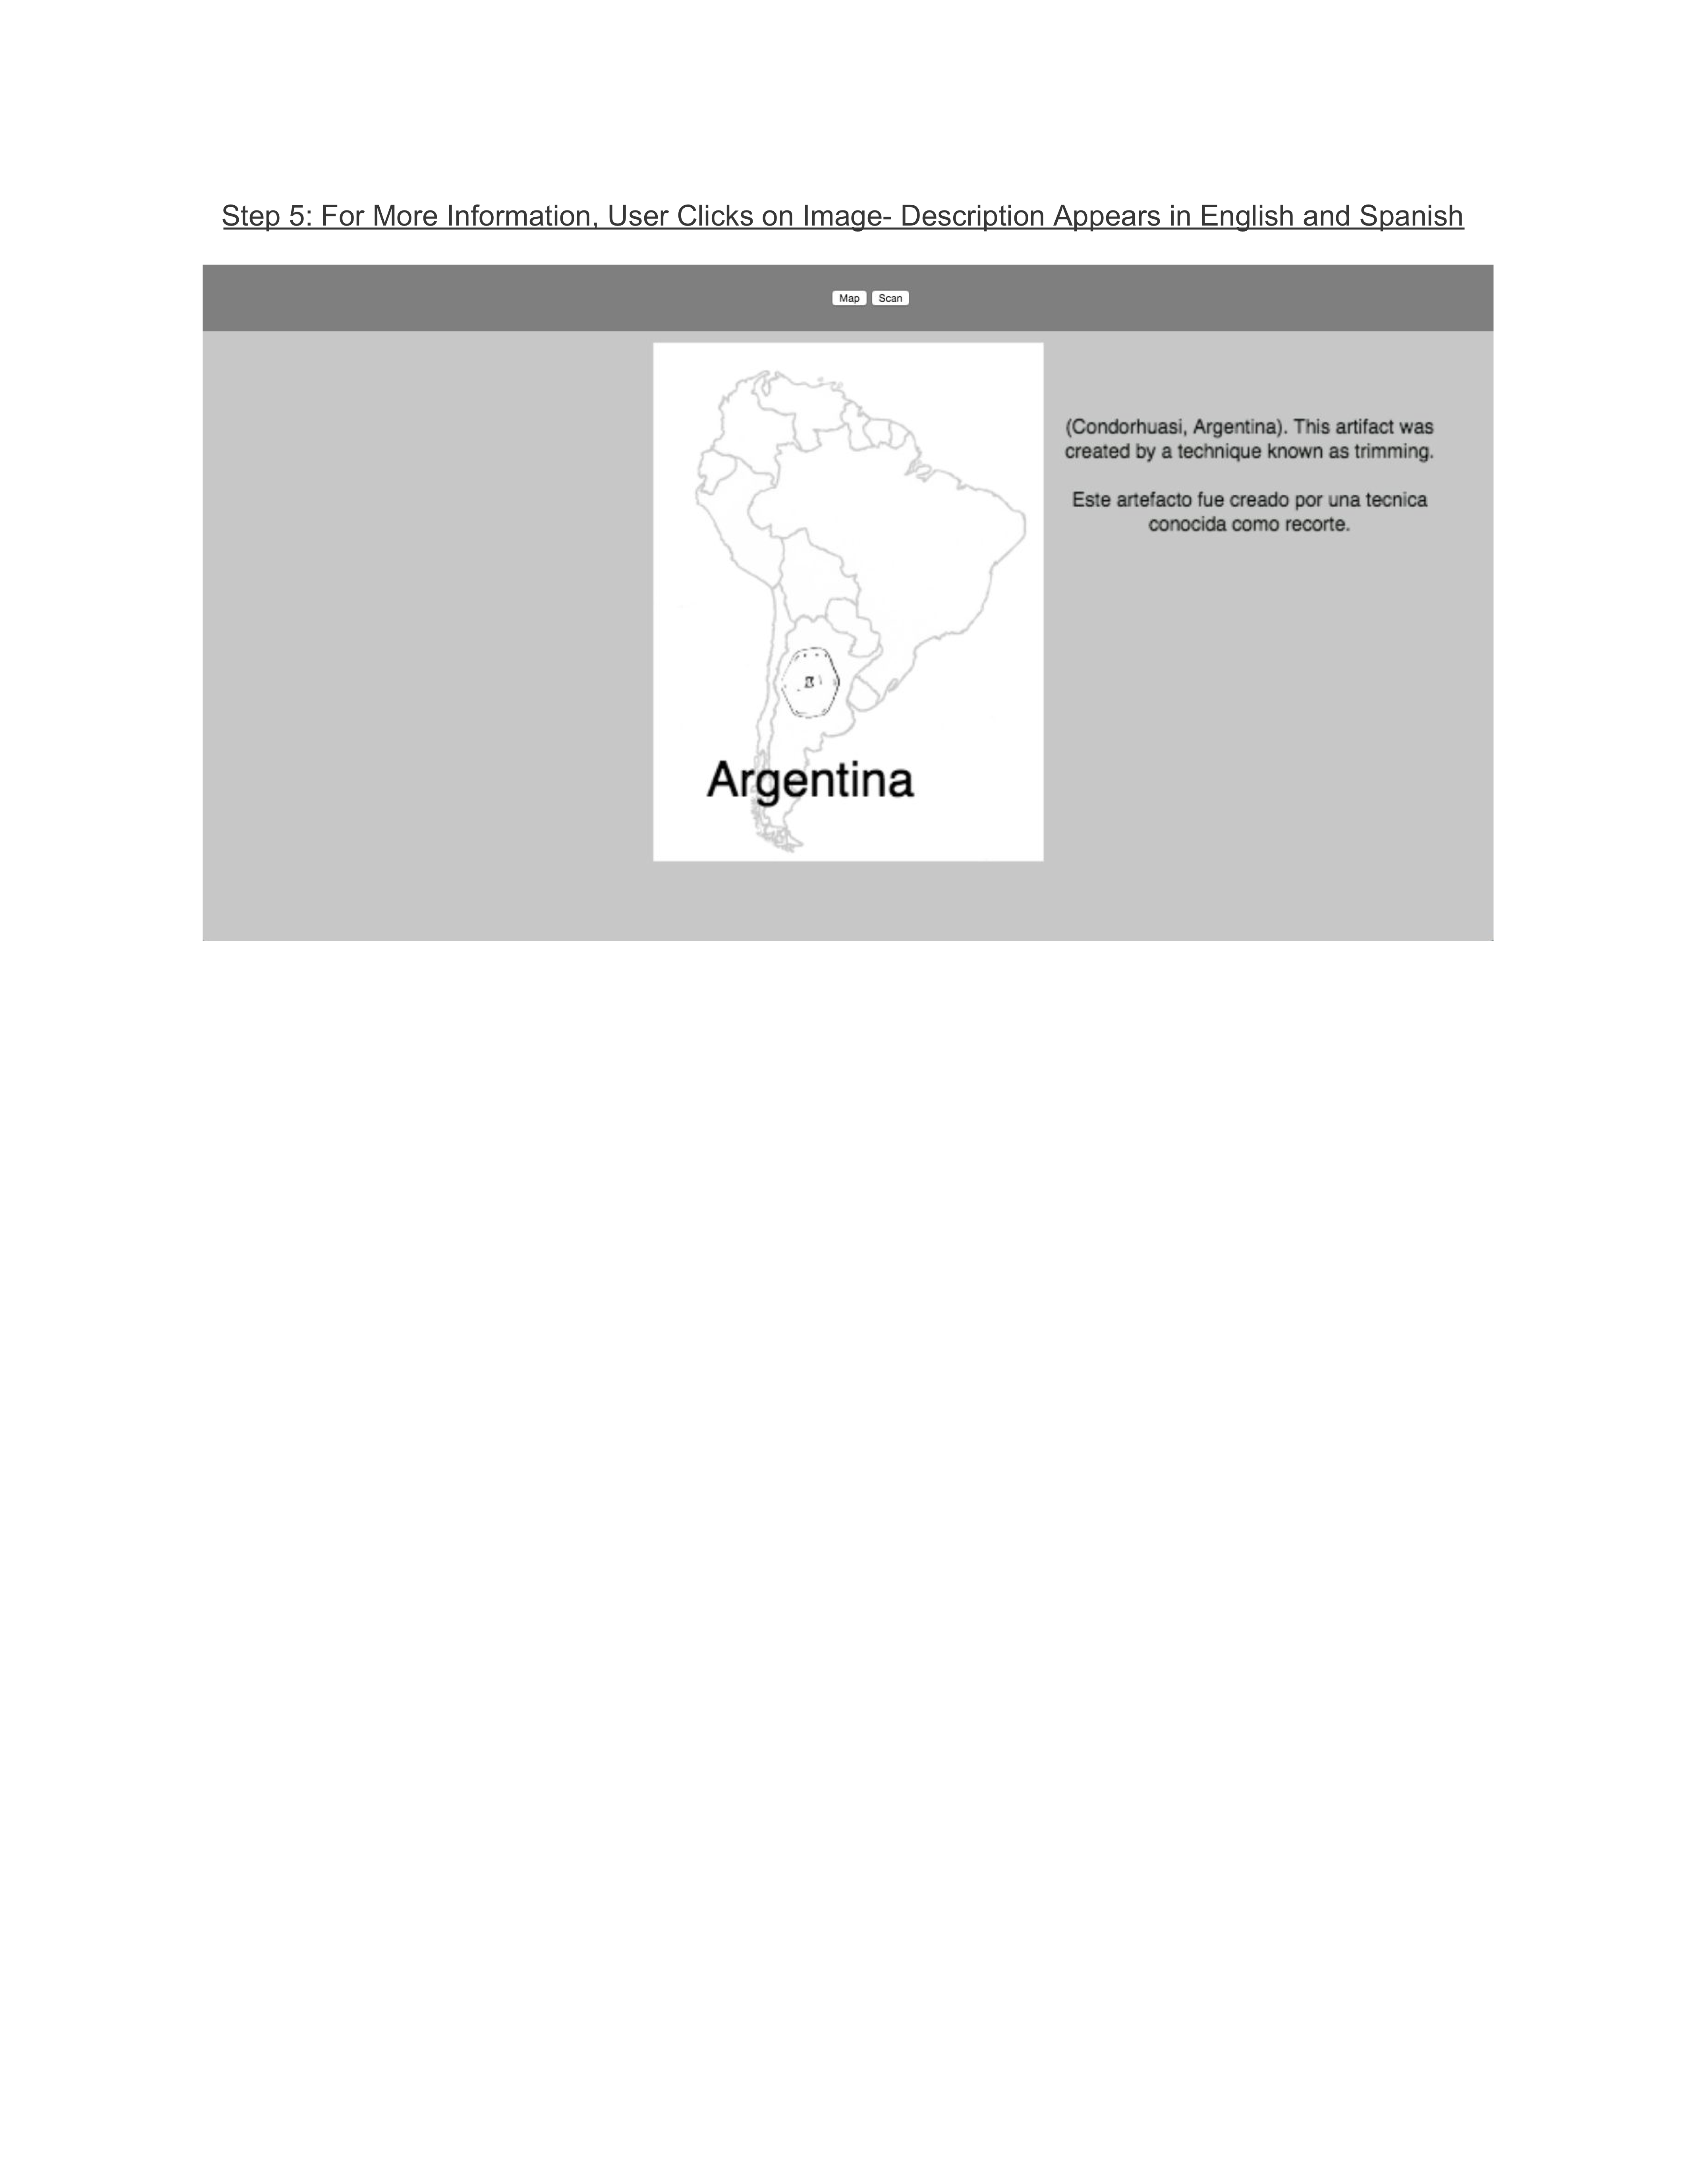 Step 5: For More Information, User Clicks on Image- Description Appears in English and Spanish
Map Scan
(Condorhuasi, Argentina). This artifact was
created by a technique known as trimming.
Este artefacto fue creado por una tecnica
conocida como recorte.
Argentina